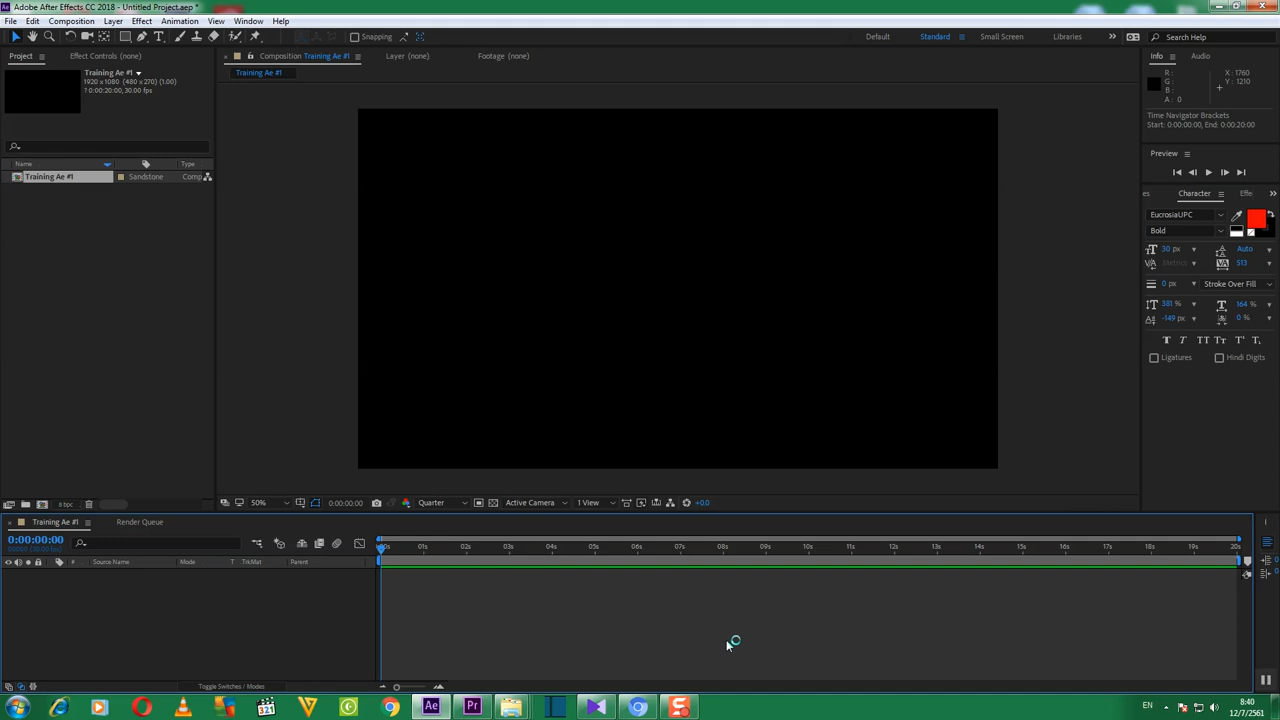 Adobe After Effects CC 2018 - Untitled Project.aep *
File Edit Composition Layer Effect Animation View Window Help
Snapping Default Standard Small Screen Libraries Search Help
Project Effect Controls (none) Composition Training Ae #1 Layer (none) Footage (none) Info Audio
Training Ae #1
Training Ae #1
1920 x 1080 (480 x 270) (1.00)
? 0:00:20:00, 30.00 fps
R :
G :
B :
A : 0
X : 1760
Y : 1210
Time Navigator Brackets
Start: 0:00:00:00, End: 0:00:20:00
Preview
Name Type
Training Ae #1 Sandstone Comp
Character Effe
EucrosiaUPC
Bold
30 px Auto
Metrics 513
0 px Stroke Over Fill
381 % 164 %
-149 px 0 %
Ligatures Hindi Digits
8 bpc
50% 0:00:00:00 Quarter Active Camera 1 View +0.0
Training Ae #1 Render Queue
0:00:00:00
00000 (30.00 fps)
00s 01s 02s 03s 04s 05s 06s 07s 08s 09s 10s 11s 12s 13s 14s 15s 16s 17s 18s 19s 20s
# Source Name Mode T .TrkMat Parent
Toggle Switches / Modes
EN 8:40
12/7/2561